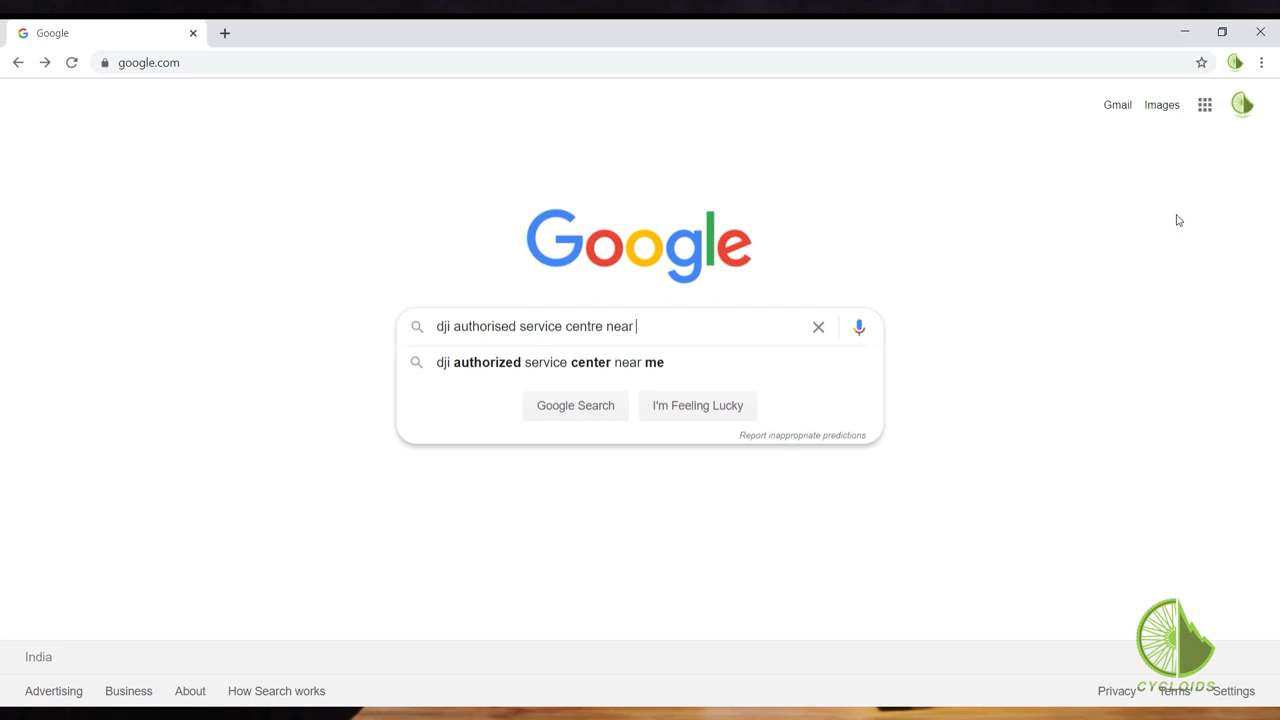 Google
google.com
Gmail Images
Google
dji authorised service centre near
dji authorized service center near me
Google Search I'm Feeling Lucky
Report inappropriate predictions
India
Advertising Business About How Search works
Privacy Terms Settings
CYCLOIDS